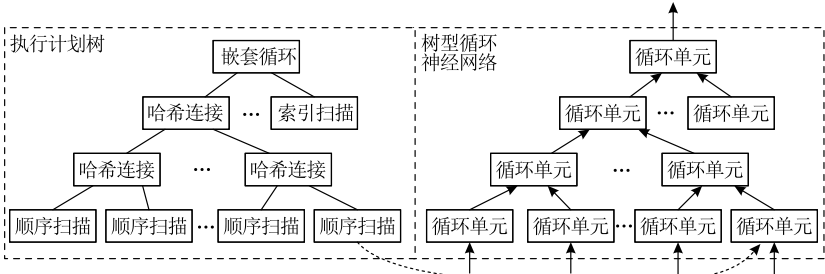 执行计划树
嵌套循环
哈希连接 … 索引扫描
哈希连接 … 哈希连接
顺序扫描 顺序扫描 … 顺序扫描 顺序扫描
树型循环
神经网络
循环单元
循环单元 … 循环单元
循环单元 … 循环单元
循环单元 循环单元 … 循环单元 循环单元